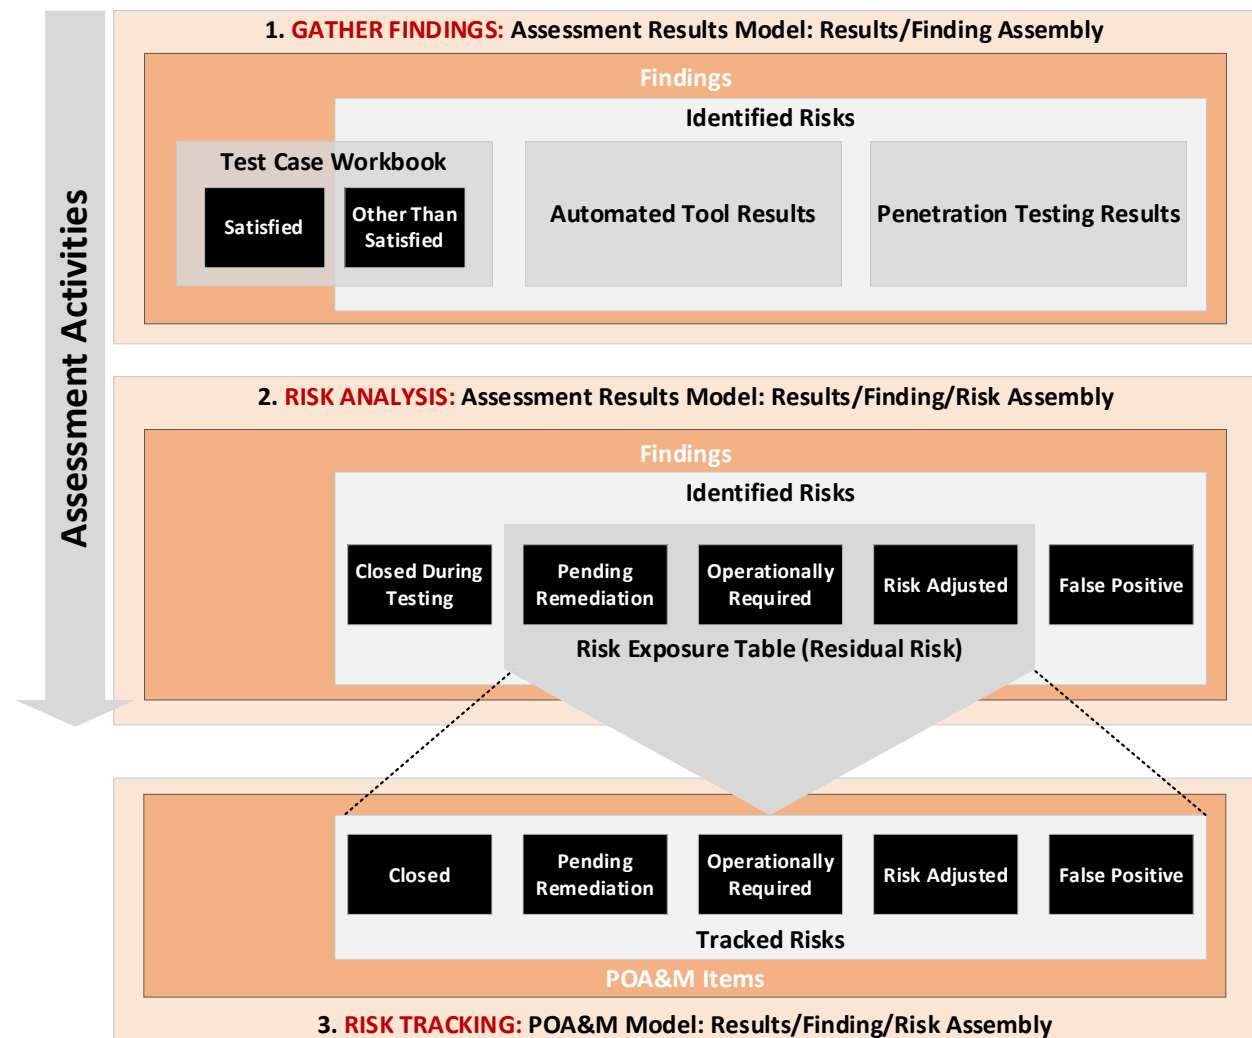 1. GATHER FINDINGS: Assessment Results Model: Results/Finding Assembly
Findings
Identified Risks
Test Case Workbook
Satisfied
Other Than
Satisfied
Automated Tool Results
Penetration Testing Results
Assessment Activities
2. RISK ANALYSIS: Assessment Results Model: Results/Finding/Risk Assembly
Findings
Identified Risks
Closed During
Testing
Pending
Remediation
Operationally
Required
Risk Adjusted
False Positive
Risk Exposure Table (Residual Risk)
Closed
Pending
Remediation
Operationally
Required
Risk Adjusted
False Positive
Tracked Risks
POA&M Items
3. RISK TRACKING: POA&M Model: Results/Finding/Risk Assembly